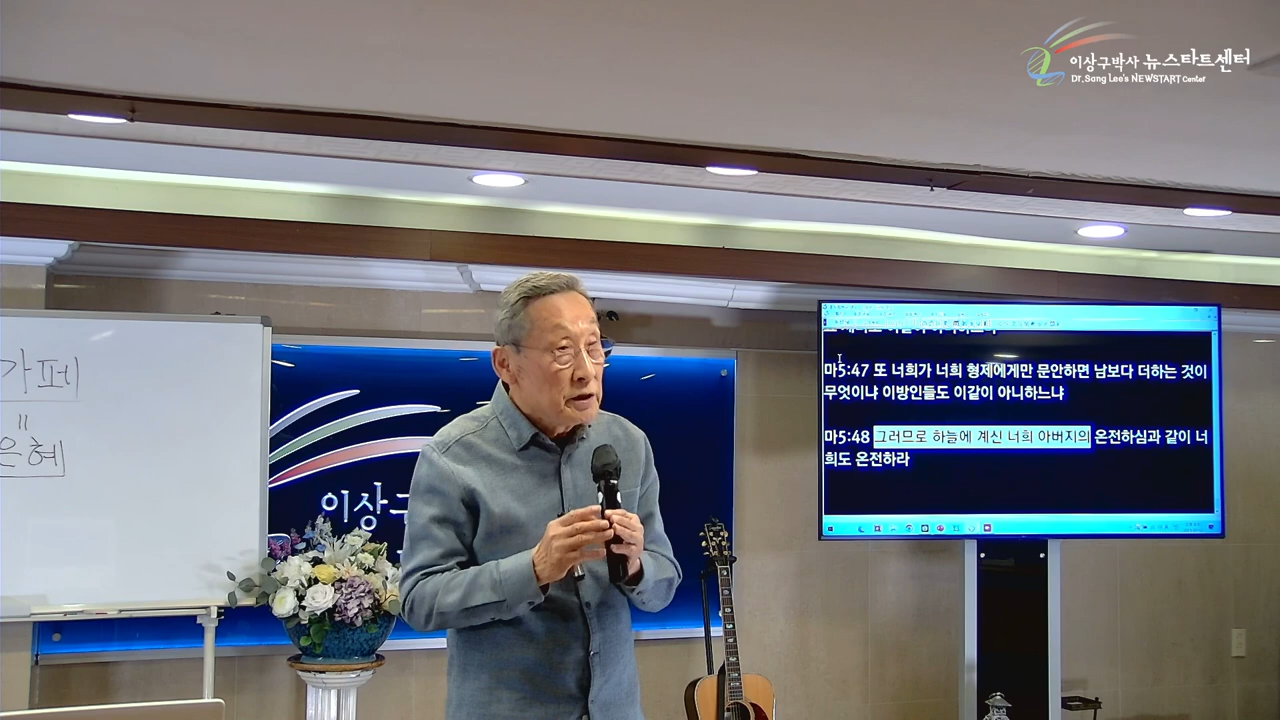 이상구박사 뉴스타트센터
Dr. Sang Lee's NEWSTART Center
가페
=
은혜
이상구
마5:47 또 너희가 너희 형제에게만 문안하면 남보다 더하는 것이
무엇이냐 이방인들도 이같이 아니하느냐
마5:48 그러므로 하늘에 계신 너희 아버지의 온전하심과 같이 너
희도 온전하라